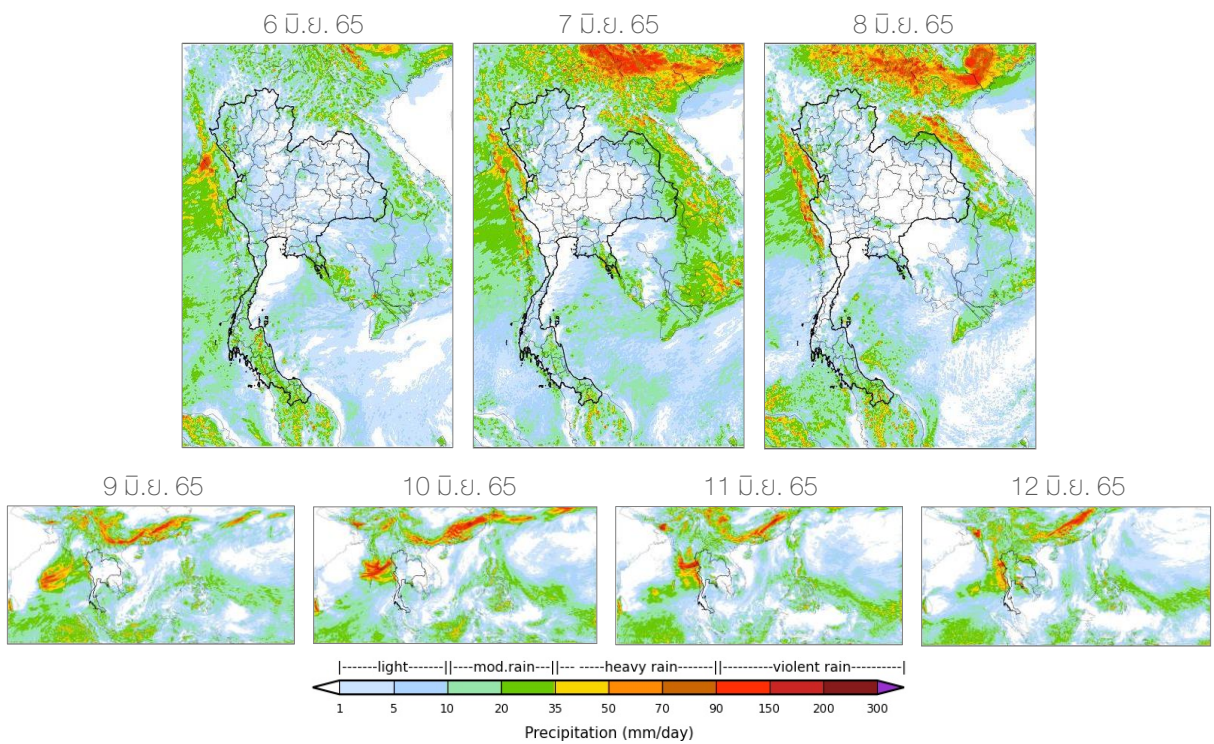 6 มิ.ย. 65 7 มิ.ย. 65 8 มิ.ย. 65
9 มิ.ย. 65 10 มิ.ย. 65 11 มิ.ย. 65 12 มิ.ย. 65
|-------light------||----mod.rain---||--- -----heavy rain-------||----------violent rain-----------|
1 5 10 20 35 50 70 90 150 200 300
Precipitation (mm/day)